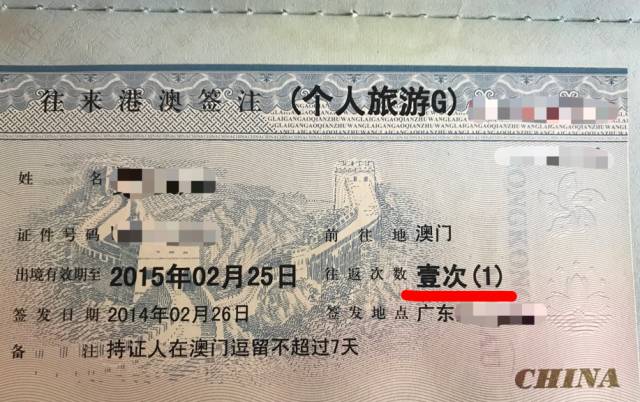 往来港澳签注 (个人旅游G)
LAIGANGAOQIANZHUWANGLAIGANGAOQIANZHUWANGLAIGANG
姓 名
证件号码 前往地 澳门
出境有效期至 2015年02月25日 往返次数 壹次(1)
签发日期 2014年02月26日 签发地点 广东
备 注 持证人在澳门逗留不超过7天
CHINA